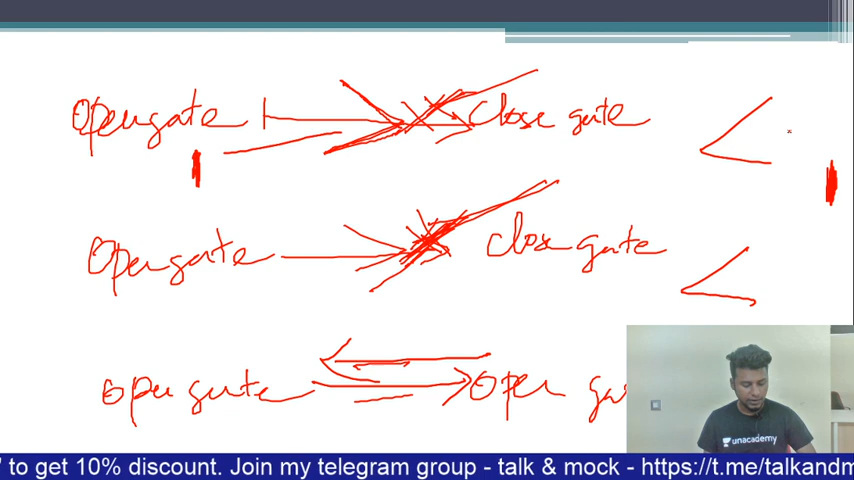 Open gate close gate
Open gate close gate
open gate open
unacademy
' to get 10% discount. Join my telegram group - talk & mock - https://t.me/talkandm